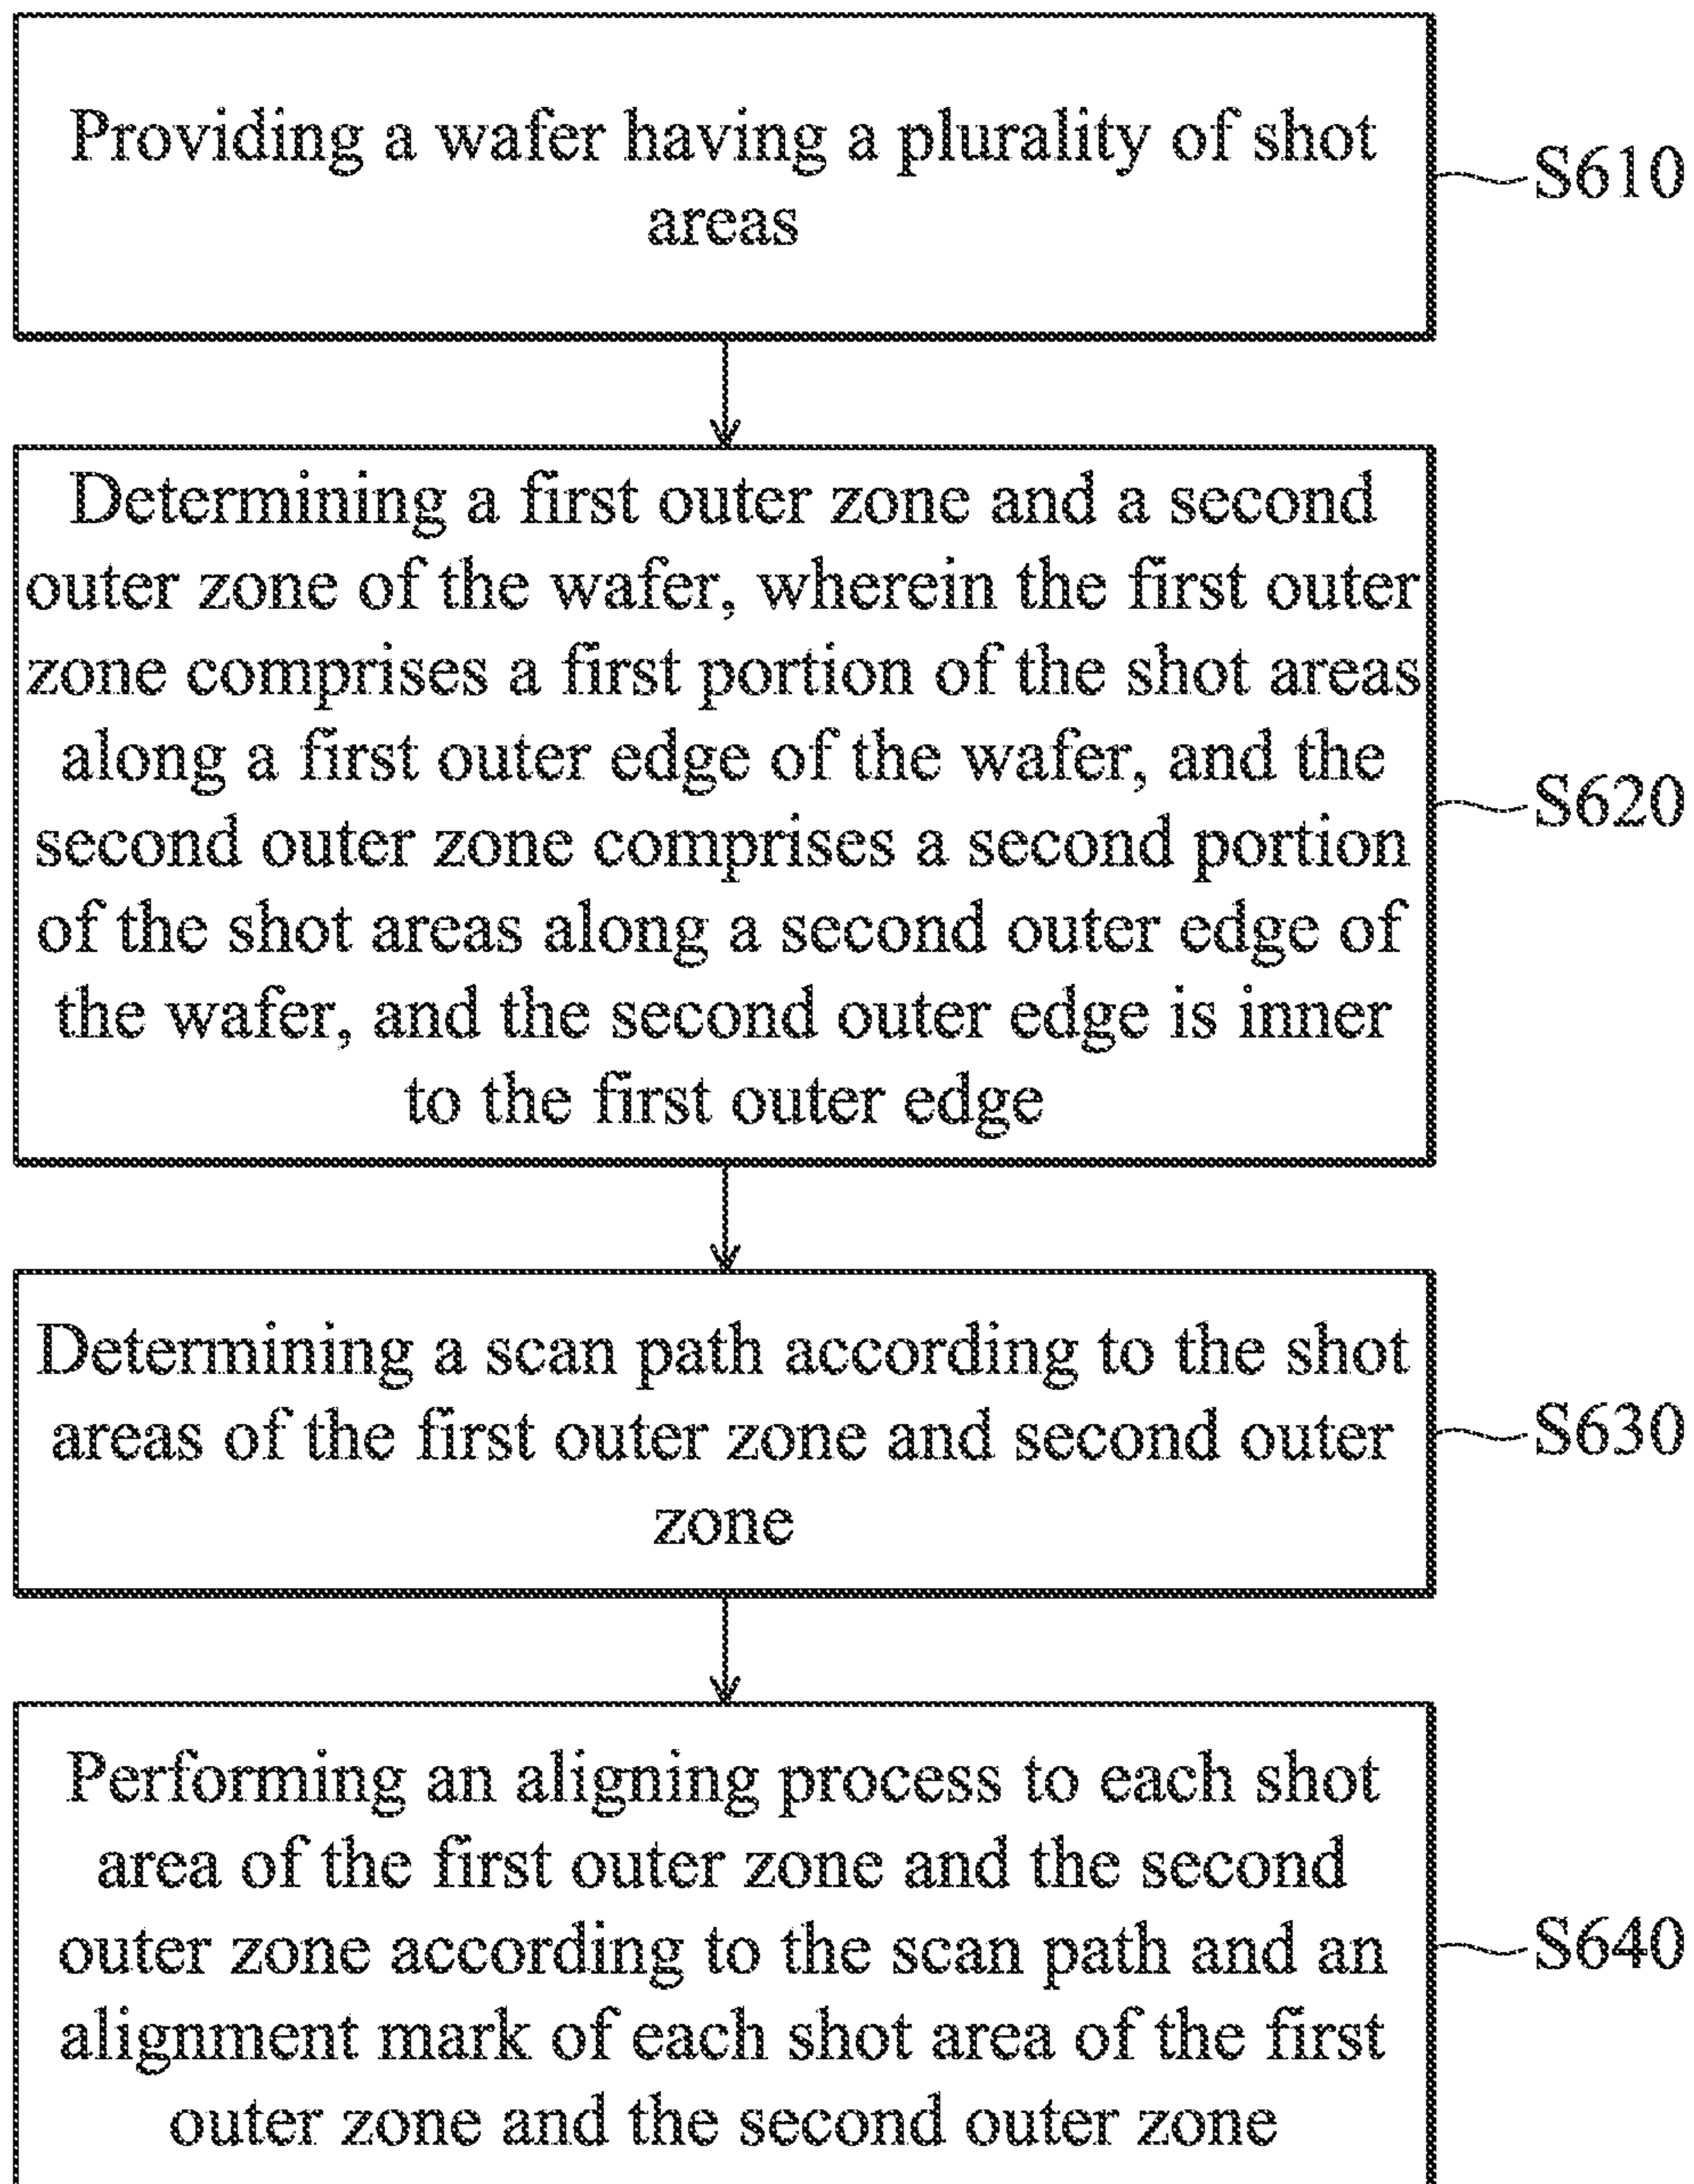 Providing a wafer having a plurality of shot
areas
S610
Determining a first outer zone and a second
outer zone of the wafer, wherein the first outer
zone comprises a first portion of the shot areas
along a first outer edge of the wafer, and the
second outer zone comprises a second portion
of the shot areas along a second outer edge of
the wafer, and the second outer edge is inner
to the first outer edge
S620
Determining a scan path according to the shot
areas of the first outer zone and second outer
zone
S630
Performing an aligning process to each shot
area of the first outer zone and the second
outer zone according to the scan path and an
alignment mark of each shot area of the first
outer zone and the second outer zone
S640